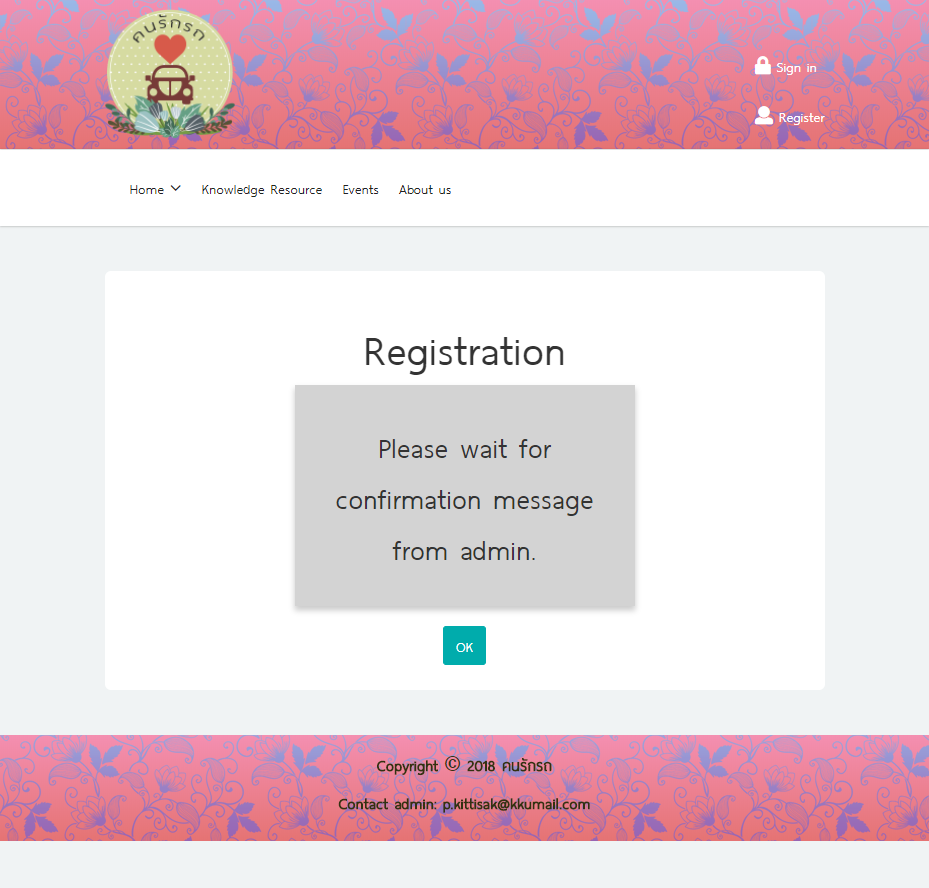 คนรักรถ
Sign in
Register
Home Knowledge Resource Events About us
Registration
Please wait for
confirmation message
from admin.
OK
Copyright © 2018 คนรักรถ
Contact admin: p.kittisak@kkumail.com